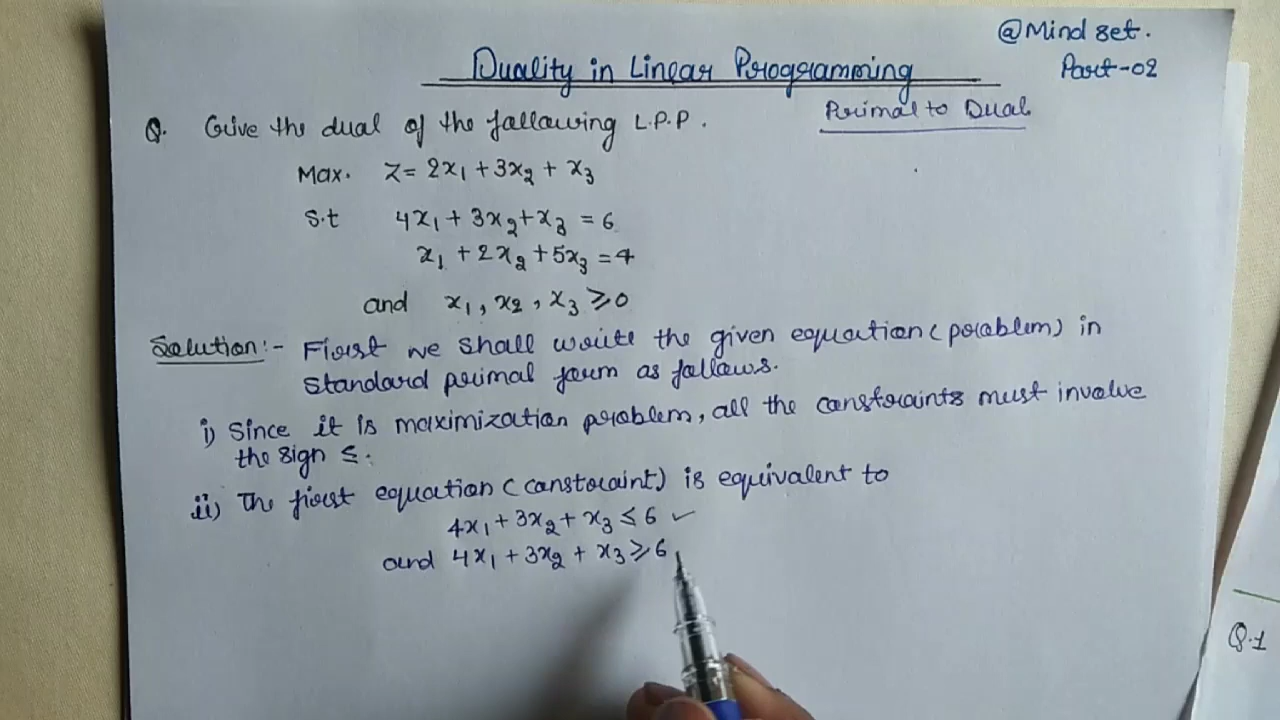 @Mind set.
Part-02
Duality in Linear Programming
Primal to Dual
Q. Give the dual of the following L.P.P.
Max. Z= 2x₁ + 3x₂ + x₃
S.t 4x₁ + 3x₂ + x₃ = 6
x₁ + 2x₂ + 5x₃ = 4
and x₁, x₂, x₃ ≥ 0
Solution:- First we shall write the given equation (problem) in
standard primal form as follows.
i) Since it is maximization problem, all the constraints must involve
the sign ≤.
ii) The first equation (constraint) is equivalent to
4x₁ + 3x₂ + x₃ ≤ 6 ✓
and 4x₁ + 3x₂ + x₃ ≥ 6
Q.1